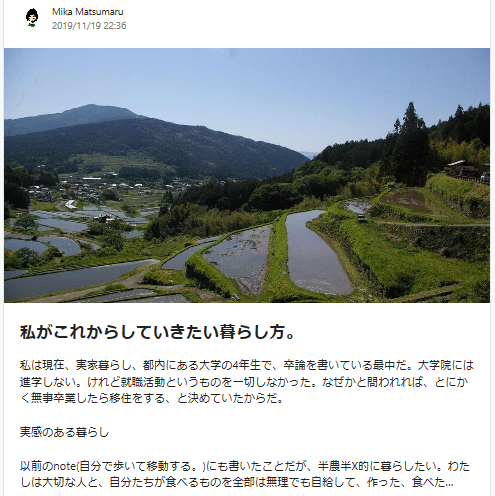 Mika Matsumaru
2019/11/19 22:36
私がこれからしていきたい暮らし方。
私は現在、実家暮らし、都内にある大学の4年生で、卒論を書いている最中だ。大学院には
進学しない。けれど就職活動というものを一切しなかった。なぜかと問われれば、とにか
く無事卒業したら移住をする、と決めていたからだ。
実感のある暮らし
以前のnote(自分で歩いて移動する。)にも書いたことだが、半農半X的に暮らしたい。わた
しは大切な人と、自分たちが食べるものを全部は無理でも自給して、作った、食べた...